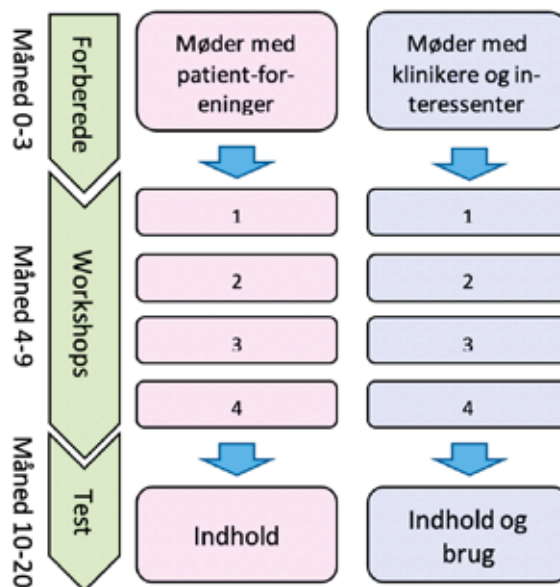 Måned 0-3
Forberede
Møder med
patient-for-
eninger
Møder med
klinikere og in-
teressenter
Måned 4-9
Workshops
1
1
2
2
3
3
4
4
Måned 10-20
Test
Indhold
Indhold og
brug